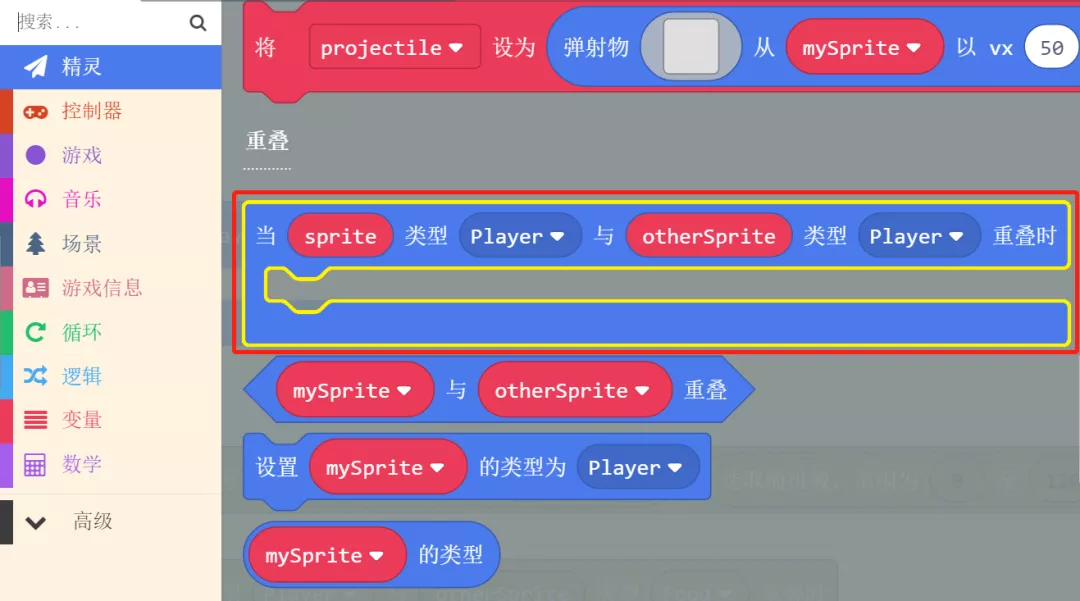 搜索...
精灵
控制器
游戏
音乐
场景
游戏信息
循环
逻辑
变量
数学
高级
将 projectile 设为 弹射物 从 mySprite 以 vx 50
重叠
当 sprite 类型 Player 与 otherSprite 类型 Player 重叠时
mySprite 与 otherSprite 重叠
设置 mySprite 的类型为 Player
mySprite 的类型